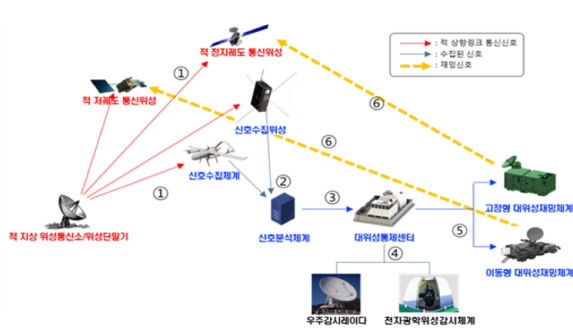 적 정지궤도 통신위성
: 적 상향링크 통신신호
: 수집된 신호
: 재밍신호
①
적 저궤도 통신위성
⑥
신호수집위성
⑥
신호수집체계
①
②
③
고정형 대위성재밍체계
적 지상 위성통신소/위성단말기
신호분석체계
대위성통제센터
⑤
④
이동형 대위성재밍체계
우주감시레이다
전자광학위성감시체계